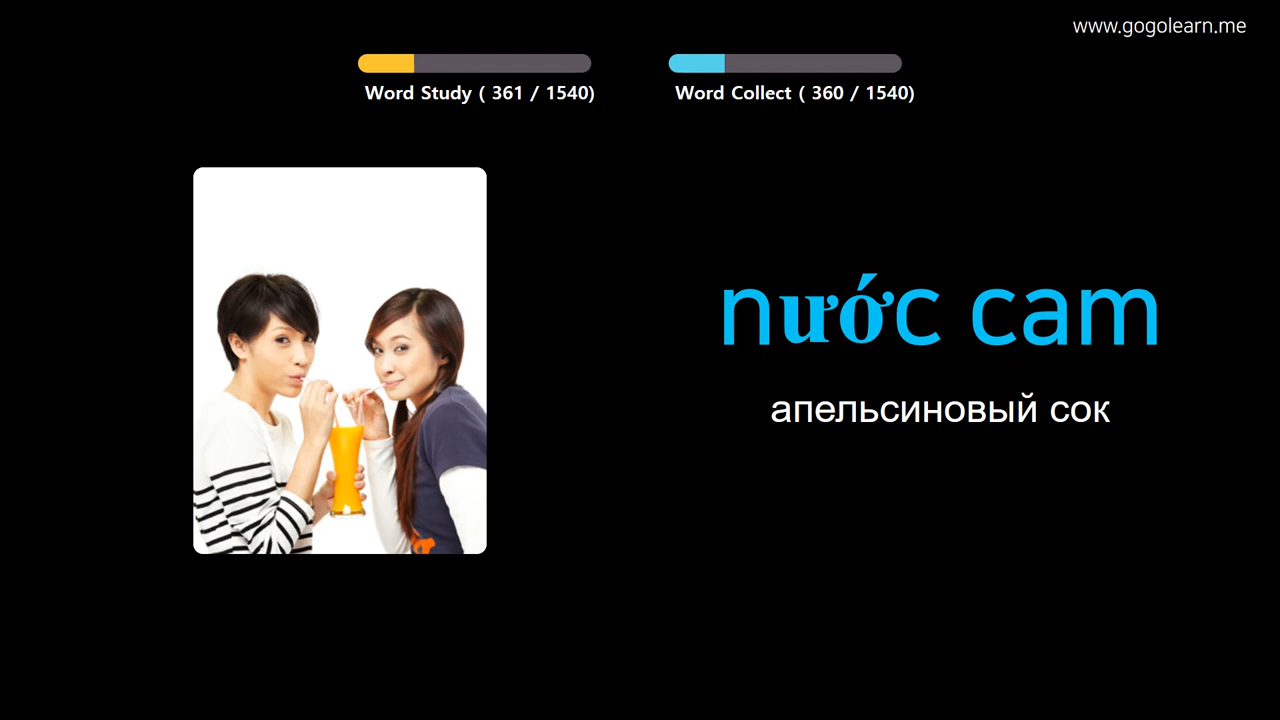 www.gogolearn.me
Word Study ( 361 / 1540)
Word Collect ( 360 / 1540)
nước cam
апельсиновый сок